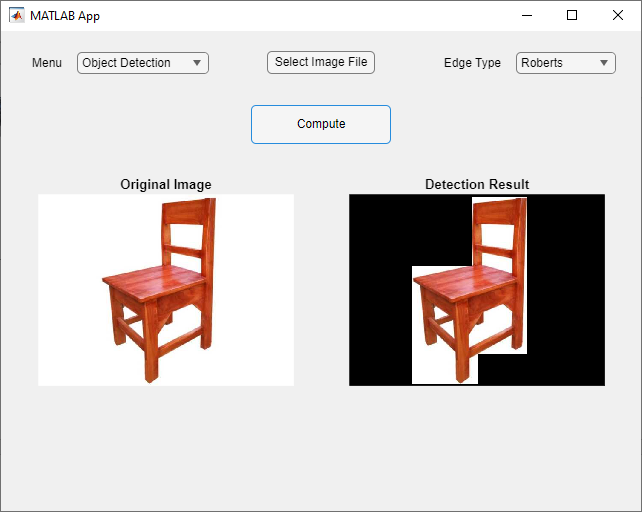 MATLAB App
Menu Object Detection Select Image File Edge Type Roberts
Compute
Original Image Detection Result